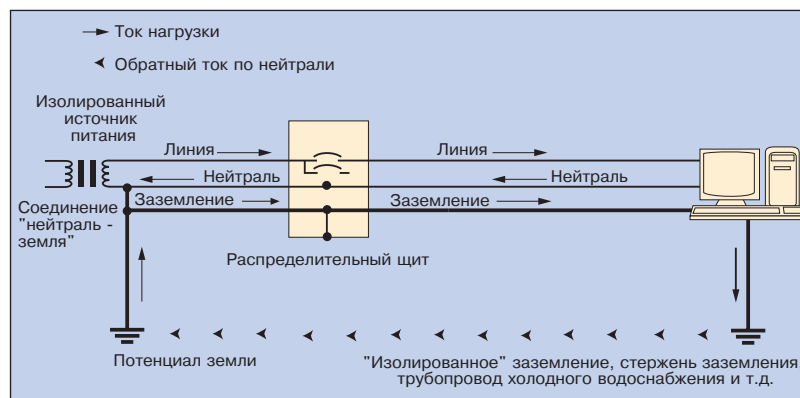 Ток нагрузки
Обратный ток по нейтрали
Изолированный
источник
питания
Линия
Линия
Нейтраль
Нейтраль
Заземление
Заземление
Соединение
"нейтраль -
земля"
Распределительный щит
Потенциал земли
"Изолированное" заземление, стержень заземления,
трубопровод холодного водоснабжения и т.д.